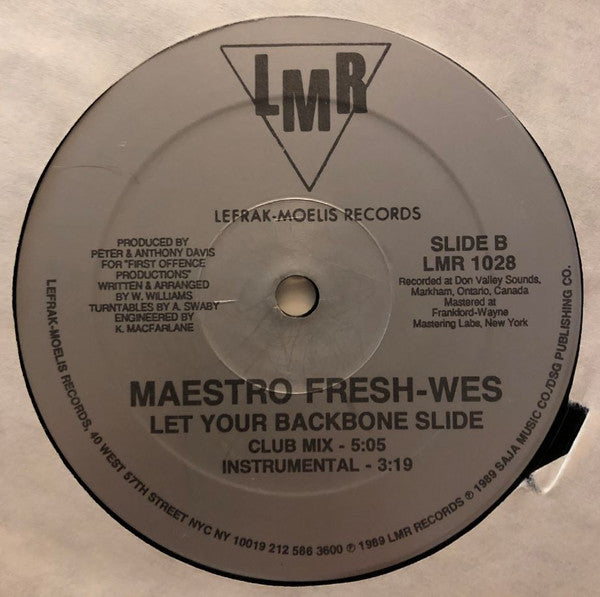 LMR
LEFRAK-MOELIS RECORDS
PRODUCED BY
PETER & ANTHONY DAVIS
FOR "FIRST OFFENCE
PRODUCTIONS"
WRITTEN & ARRANGED
BY W. WILLIAMS
TURNTABLES BY A. SWABY
ENGINEERED BY
K. MACFARLANE
SLIDE B
LMR 1028
Recorded at Don Valley Sounds,
Markham, Ontario, Canada
Mastered at
Frankford-Wayne
Mastering Labs, New York
MAESTRO FRESH-WES
LET YOUR BACKBONE SLIDE
CLUB MIX - 5:05
INSTRUMENTAL - 3:19
LEFRAK-MOELIS RECORDS, 40 WEST 57TH STREET NYC NY 10019 212 586 3600 ℗ 1989 LMR RECORDS ℗ 1989 SAJA MUSIC CO./DSG PUBLISHING CO.